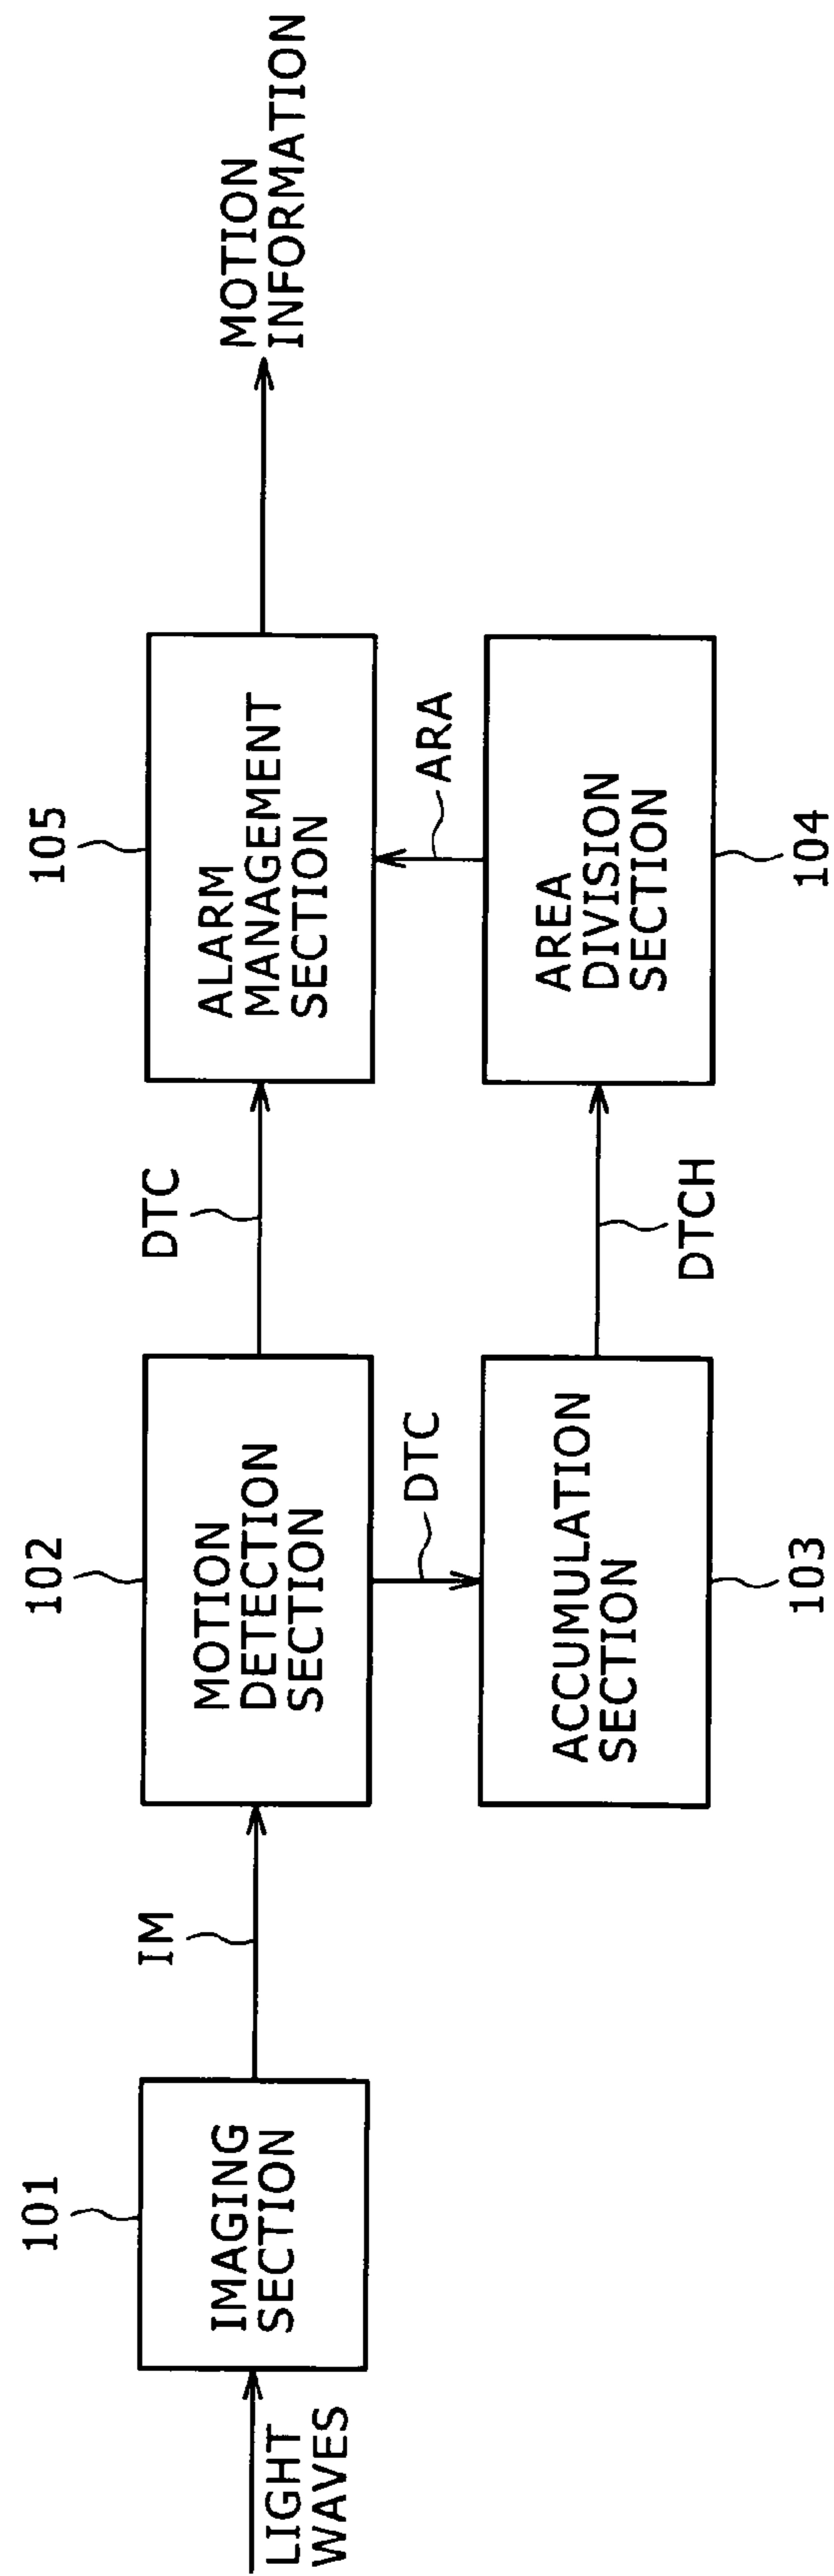 101
102
105
LIGHT
WAVES
IMAGING
SECTION
IM
MOTION
DETECTION
SECTION
DTC
ALARM
MANAGEMENT
SECTION
MOTION
INFORMATION
DTC
ARA
ACCUMULATION
SECTION
DTCH
AREA
DIVISION
SECTION
103
104